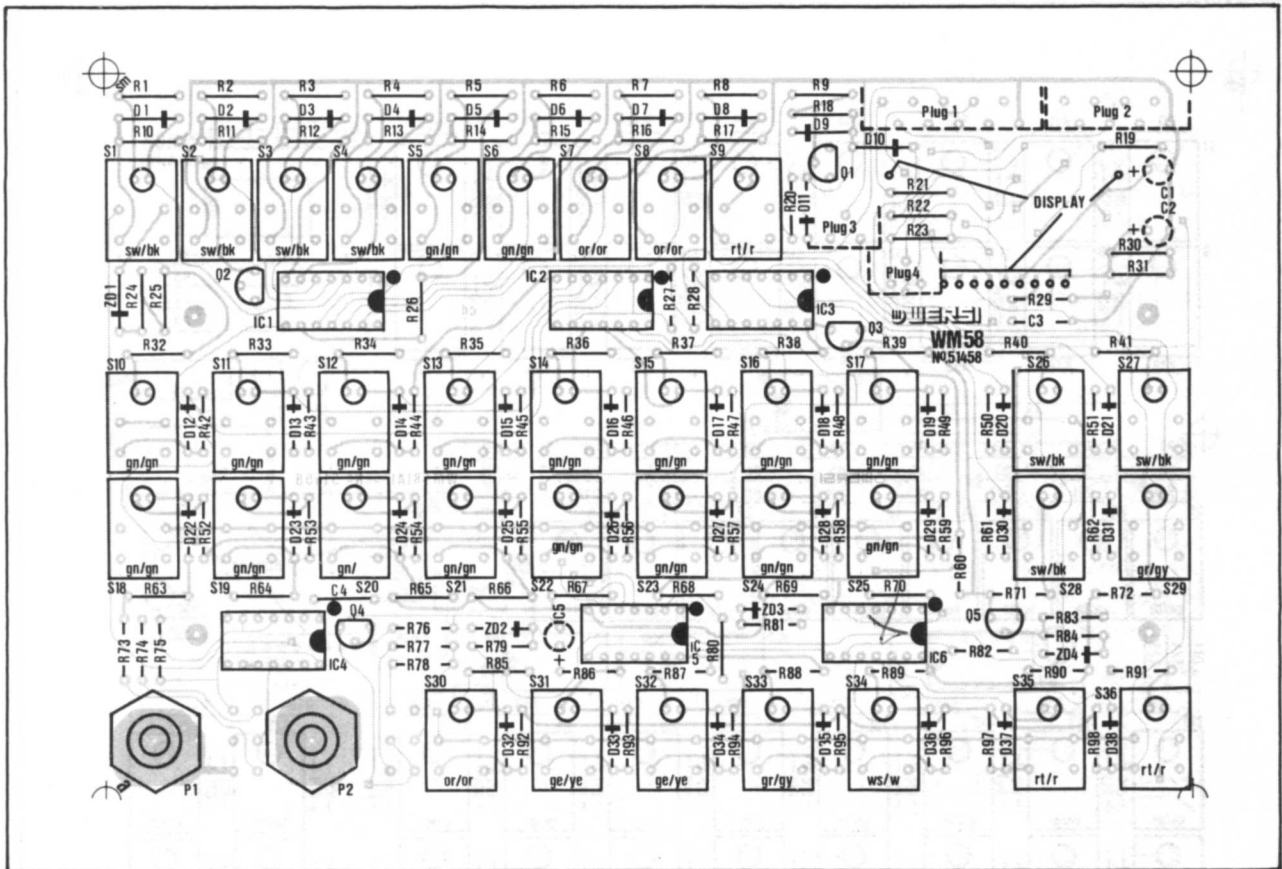 R1 R2 R3 R4 R5 R6 R7 R8 R9
D1 D2 D3 D4 D5 D6 D7 D8 R18
R10 R11 R12 R13 R14 R15 R16 R17 D9
Plug 1 Plug 2
D10 R19
S1 S2 S3 S4 S5 S6 S7 S8 S9
Q1
C1
R20 D11
R21
DISPLAY
R22
C2
Plug 3
R23
R30
sw/bk sw/bk sw/bk sw/bk gn/gn gn/gn or/or or/or rt/r
Plug4
R31
ZD1 R24 R25
Q2
IC1
R26
IC2
R27 R28
IC3
Q3
R29
C3
WERSI
WM58
No.51458
R32 R33 R34 R35 R36 R37 R38 R39 R40 R41
S10 S11 S12 S13 S14 S15 S16 S17 S26 S27
D12 R42 D13 R43 D14 R44 D15 R45 D16 R46 D17 R47 D18 R48 D19 R49 R50 D20 R51 D21
gn/gn gn/gn gn/gn gn/gn gn/gn gn/gn gn/gn gn/gn sw/bk sw/bk
D22 R52 D23 R53 D24 R54 D25 R55 D26 R56 D27 R57 D28 R58 D29 R59 R61 D30 R62 D31
gn/gn gn/gn gn/ gn/gn gn/gn gn/gn gn/gn gn/gn sw/bk gr/gy
R60
S18 R63 S19 R64 C4 S20 R65 S21 R66 S22 R67 S23 R68 S24 R69 S25 R70 R71 S28 R72 S29
R73 R74 R75
IC4
Q4
R76 ZD2
R77 R79
R78 R85
IC5
IC
5
R80
ZD3
R81
IC6
Q5
R82
R83
R84
ZD4
R86 R87 R88 R89 R90 R91
S30 S31 S32 S33 S34 S35 S36
D32 R92 D33 R93 D34 R94 D35 R95 D36 R96 R97 D37 R98 D38
or/or ge/ye ge/ye gr/gy ws/w rt/r rt/r
P1 P2